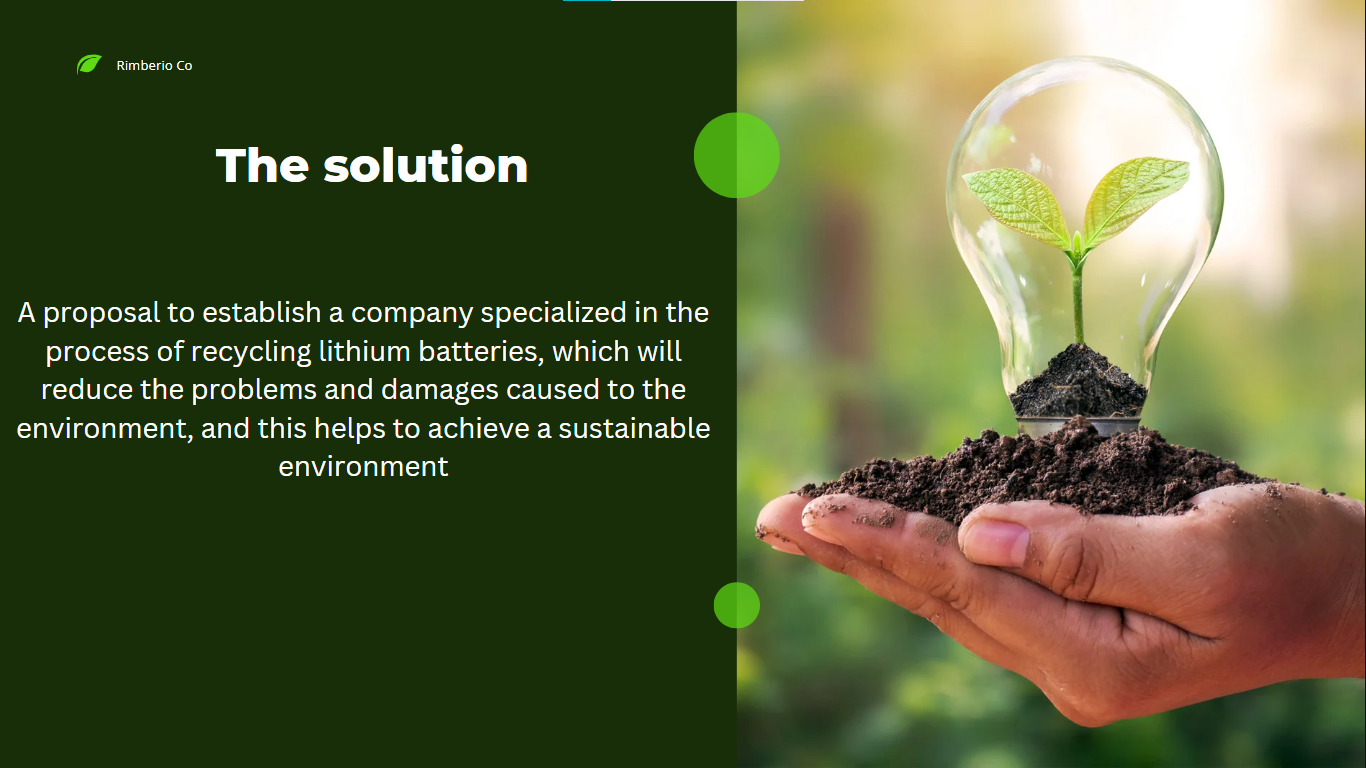 Rimberio Co
The solution
A proposal to establish a company specialized in the
process of recycling lithium batteries, which will
reduce the problems and damages caused to the
environment, and this helps to achieve a sustainable
environment